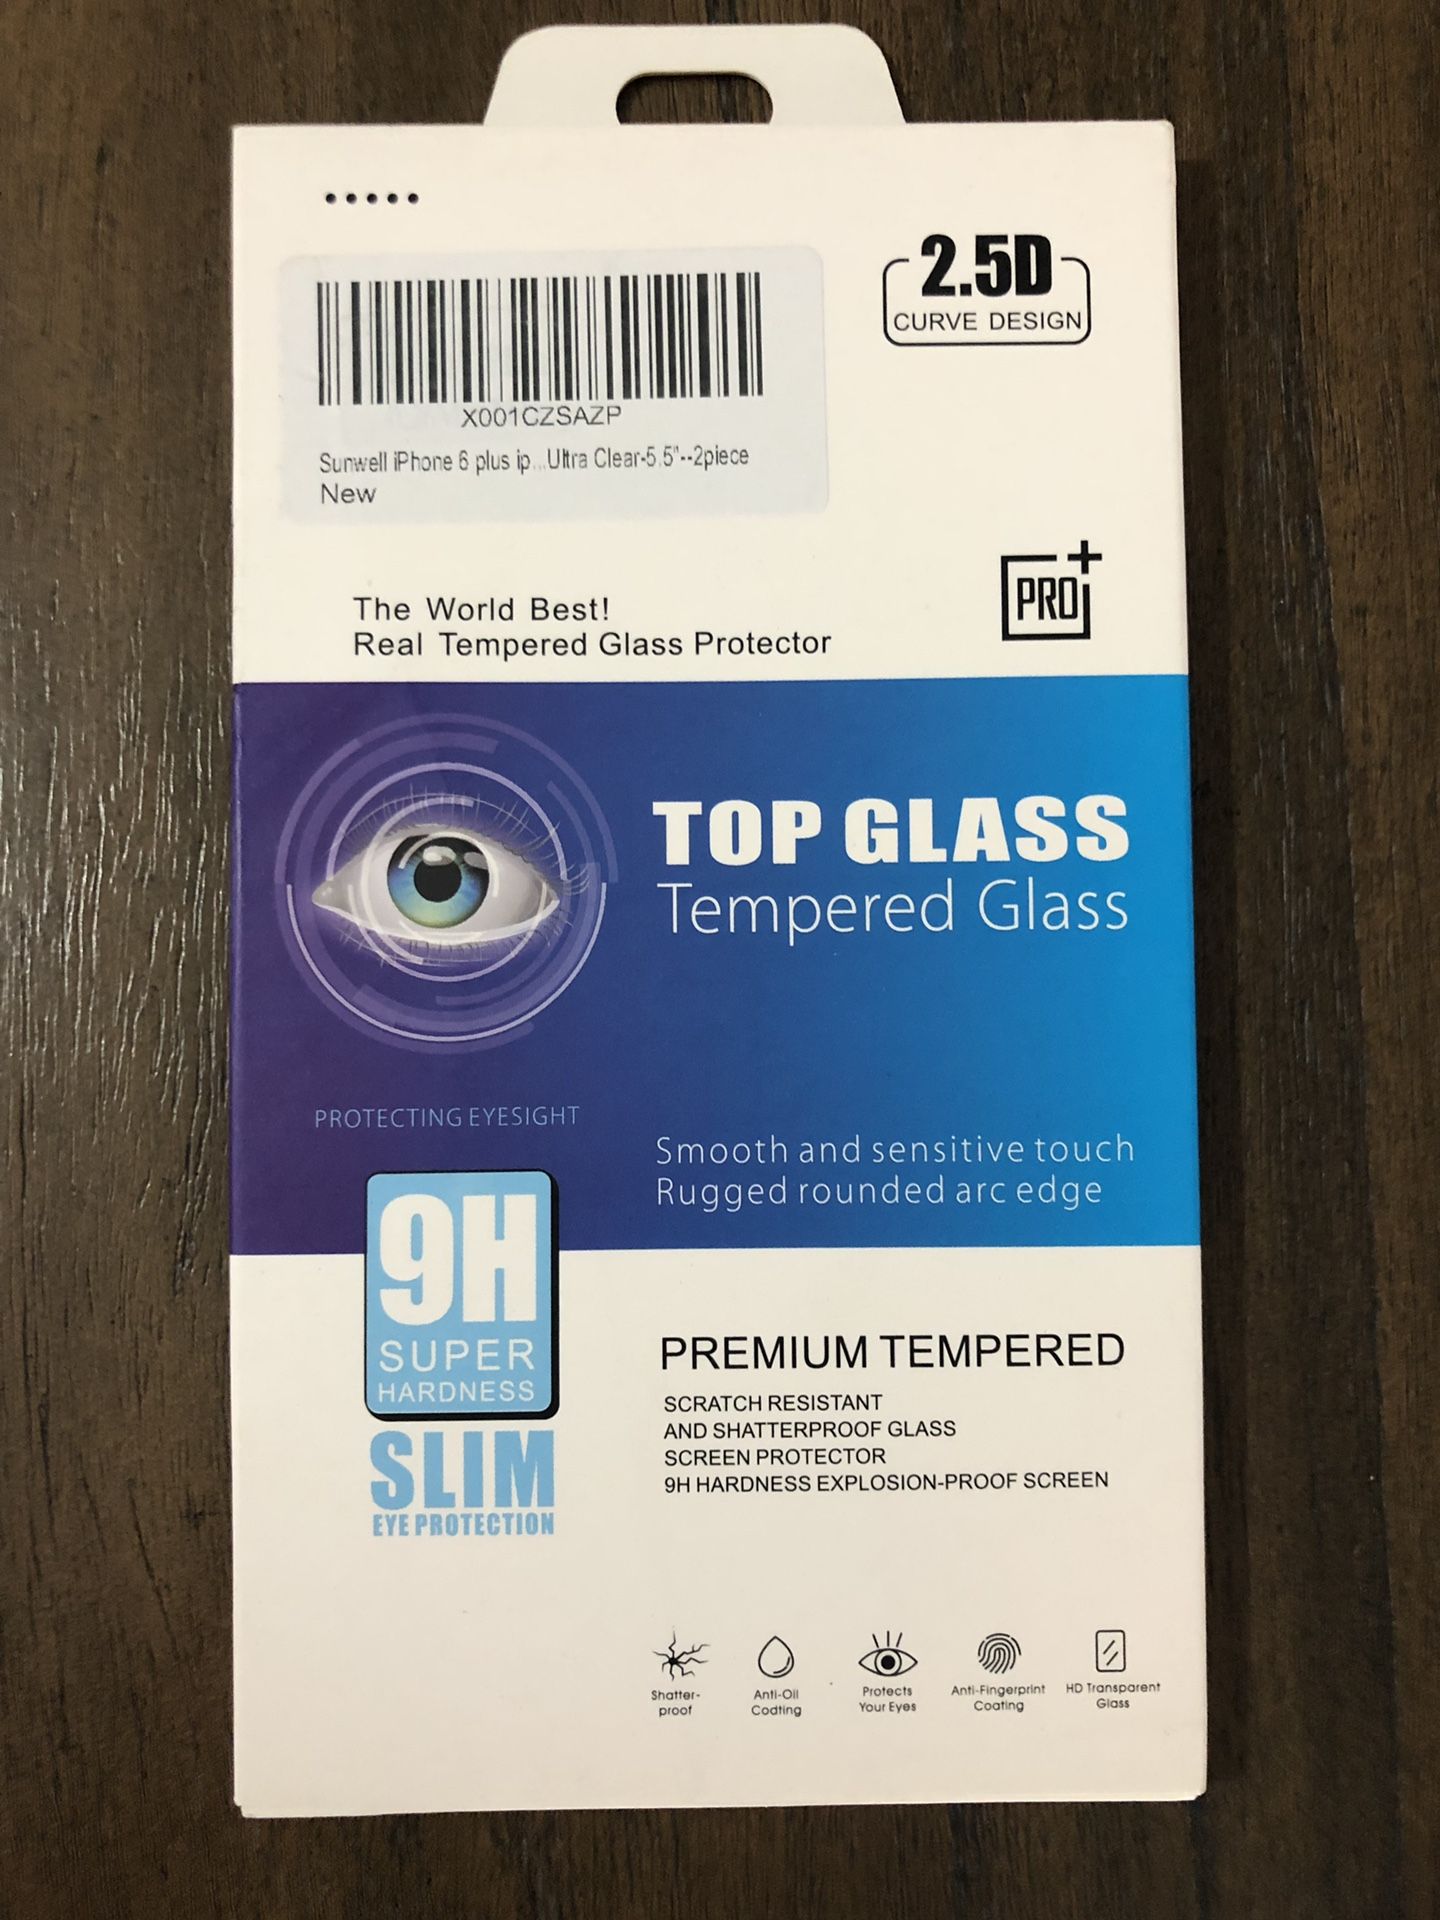 2.5D
CURVE DESIGN
X001CZSAZP
Sunwell iPhone 6 plus ip...Ultra Clear-5.5"--2piece
New
PRO+
The World Best!
Real Tempered Glass Protector
TOP GLASS
Tempered Glass
PROTECTING EYESIGHT
Smooth and sensitive touch
Rugged rounded arc edge
9H
SUPER
HARDNESS
SLIM
EYE PROTECTION
PREMIUM TEMPERED
SCRATCH RESISTANT
AND SHATTERPROOF GLASS
SCREEN PROTECTOR
9H HARDNESS EXPLOSION-PROOF SCREEN
Shatter-
proof
Anti-Oil
Codting
Protects
Your Eyes
Anti-Fingerprint
Coating
HD Transparent
Glass